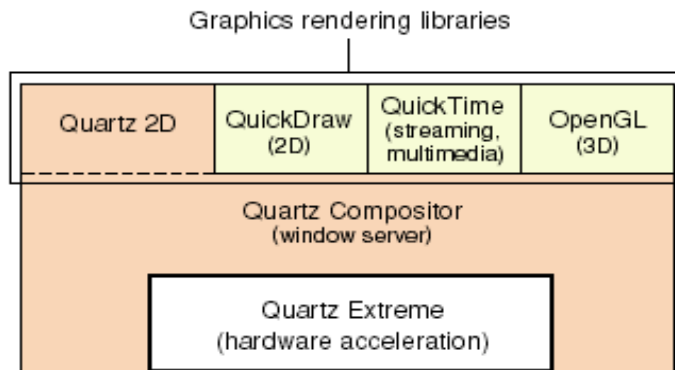 Graphics rendering libraries
Quartz 2D
QuickDraw
(2D)
QuickTime
(streaming,
multimedia)
OpenGL
(3D)
Quartz Compositor
(window server)
Quartz Extreme
(hardware acceleration)